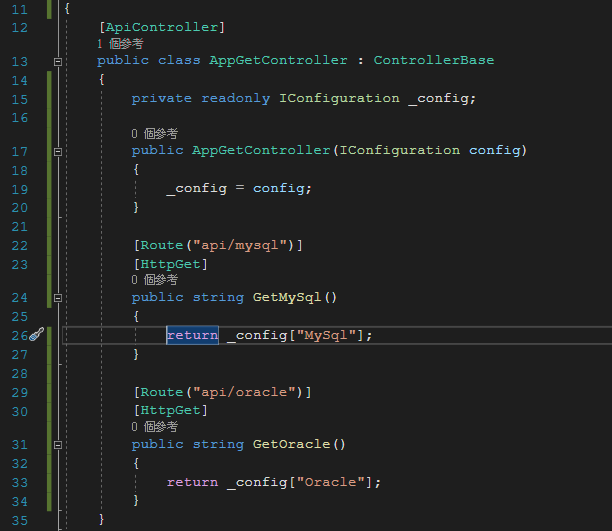 11 {
12 [ApiController]
1 個參考
13 public class AppGetController : ControllerBase
14 {
15 private readonly IConfiguration _config;
16
0 個參考
17 public AppGetController(IConfiguration config)
18 {
19 _config = config;
20 }
21
22 [Route("api/mysql")]
23 [HttpGet]
0 個參考
24 public string GetMySql()
25 {
26 return _config["MySql"];
27 }
28
29 [Route("api/oracle")]
30 [HttpGet]
0 個參考
31 public string GetOracle()
32 {
33 return _config["Oracle"];
34 }
35 }